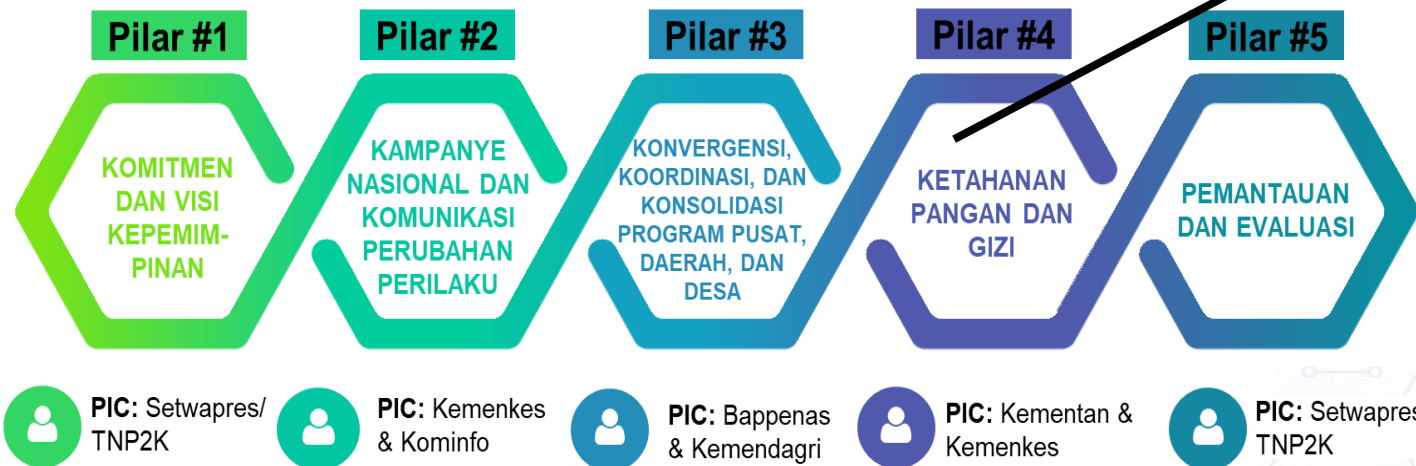 Pilar #1
Pilar #2
Pilar #3
Pilar #4
Pilar #5
KOMITMEN
DAN VISI
KEPEMIM-
PINAN
KAMPANYE
NASIONAL DAN
KOMUNIKASI
PERUBAHAN
PERILAKU
KONVERGENSI,
KOORDINASI, DAN
KONSOLIDASI
PROGRAM PUSAT,
DAERAH, DAN
DESA
KETAHANAN
PANGAN DAN
GIZI
PEMANTAUAN
DAN EVALUASI
PIC: Setwapres/
TNP2K
PIC: Kemenkes
& Kominfo
PIC: Bappenas
& Kemendagri
PIC: Kementan &
Kemenkes
PIC: Setwapres
TNP2K